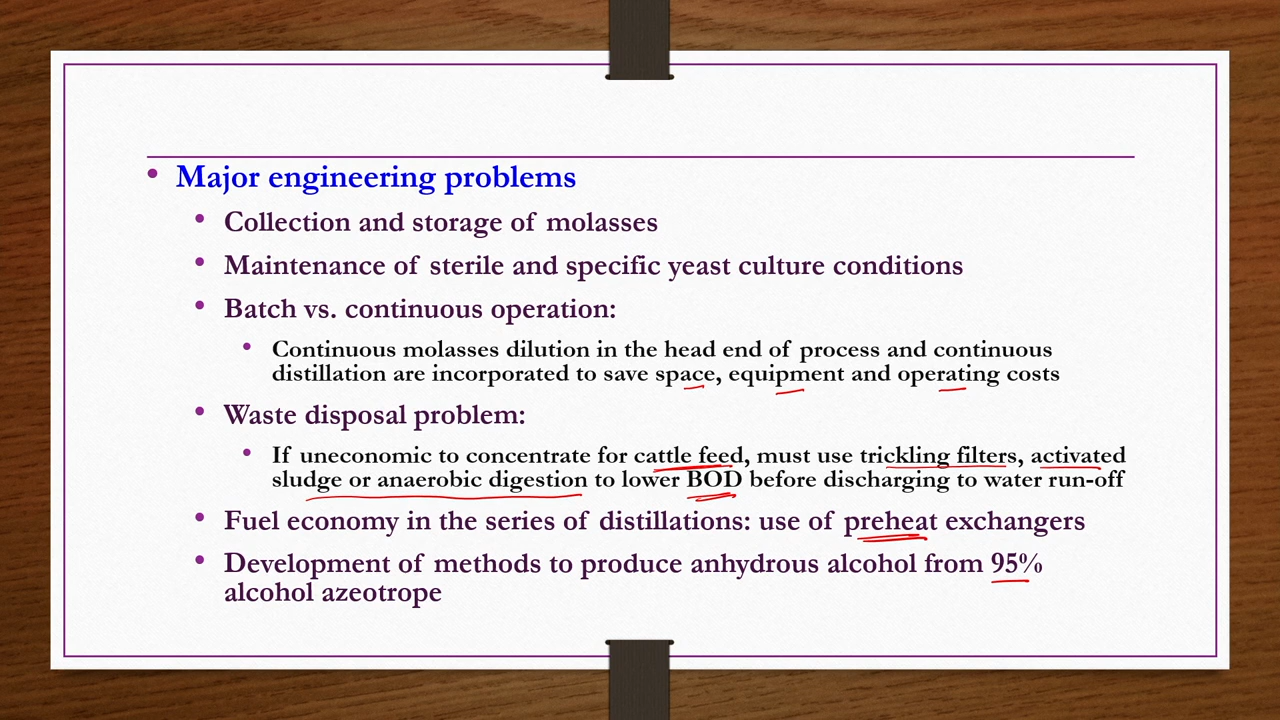 • Major engineering problems
• Collection and storage of molasses
• Maintenance of sterile and specific yeast culture conditions
• Batch vs. continuous operation:
• Continuous molasses dilution in the head end of process and continuous
distillation are incorporated to save space, equipment and operating costs
• Waste disposal problem:
• If uneconomic to concentrate for cattle feed, must use trickling filters, activated
sludge or anaerobic digestion to lower BOD before discharging to water run-off
• Fuel economy in the series of distillations: use of preheat exchangers
• Development of methods to produce anhydrous alcohol from 95%
alcohol azeotrope